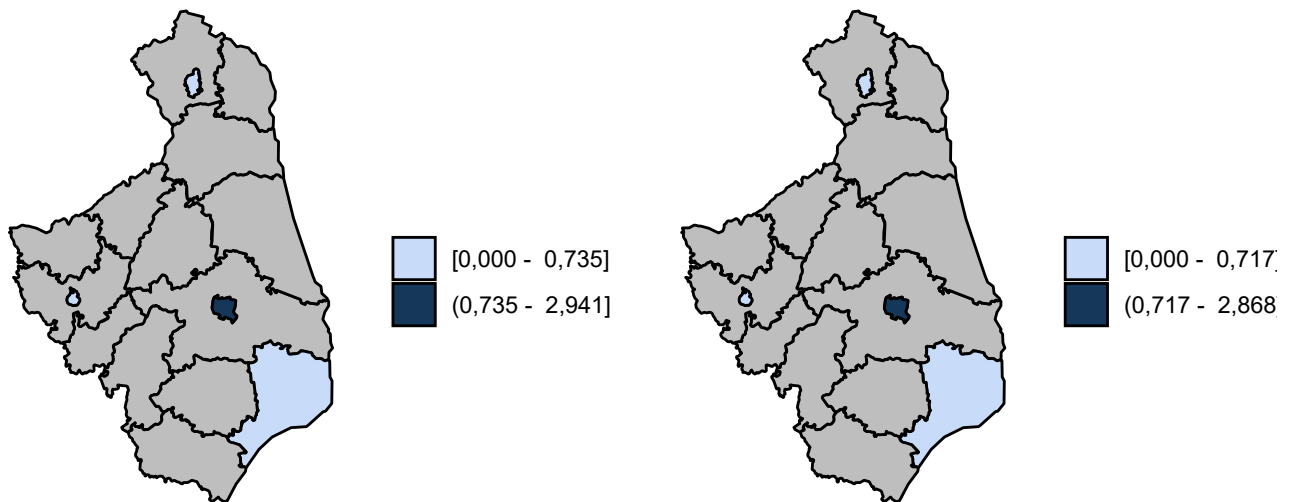 [0,000 - 0,735]
(0,735 - 2,941]
[0,000 - 0,717]
(0,717 - 2,868]